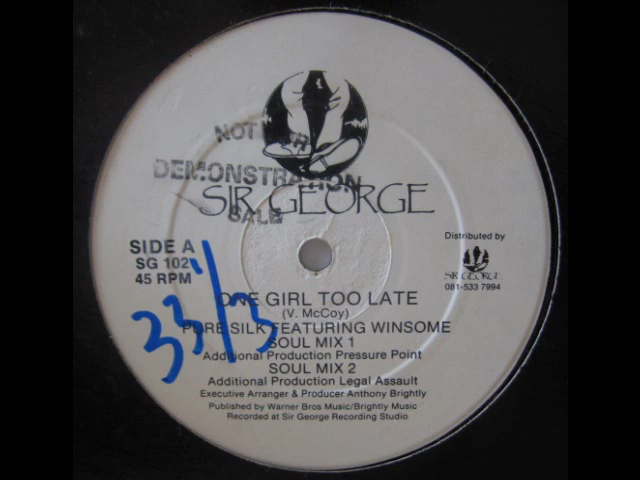 NOT FOR
DEMONSTRATION
SALE
SIR GEORGE
SIDE A
SG 102
45 RPM
33 1/3
Distributed by
SIR GEORGE
081-533 7994
ONE GIRL TOO LATE
(V. McCoy)
PURE SILK FEATURING WINSOME
SOUL MIX 1
Additional Production Pressure Point
SOUL MIX 2
Additional Production Legal Assault
Executive Arranger & Producer Anthony Brightly
Published by Warner Bros Music/Brightly Music
Recorded at Sir George Recording Studio